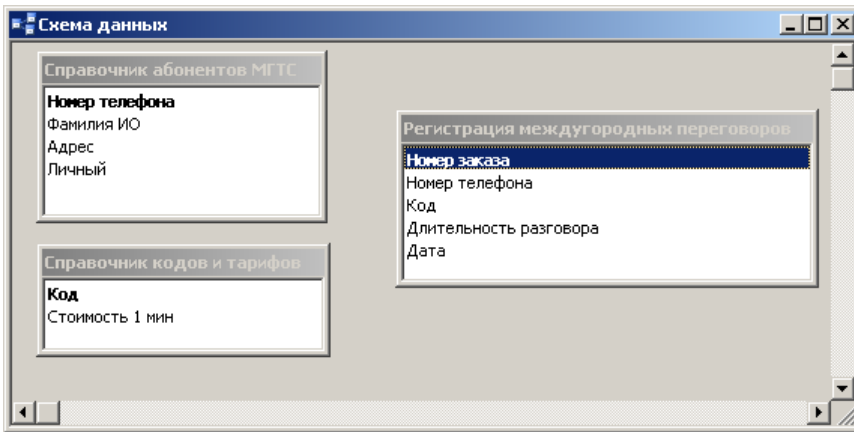 Схема данных
Справочник абонентов МГТС
Номер телефона
Фамилия ИО
Адрес
Личный
Регистрация междугородных переговоров
Номер заказа
Номер телефона
Код
Длительность разговора
Дата
Справочник кодов и тарифов
Код
Стоимость 1 мин